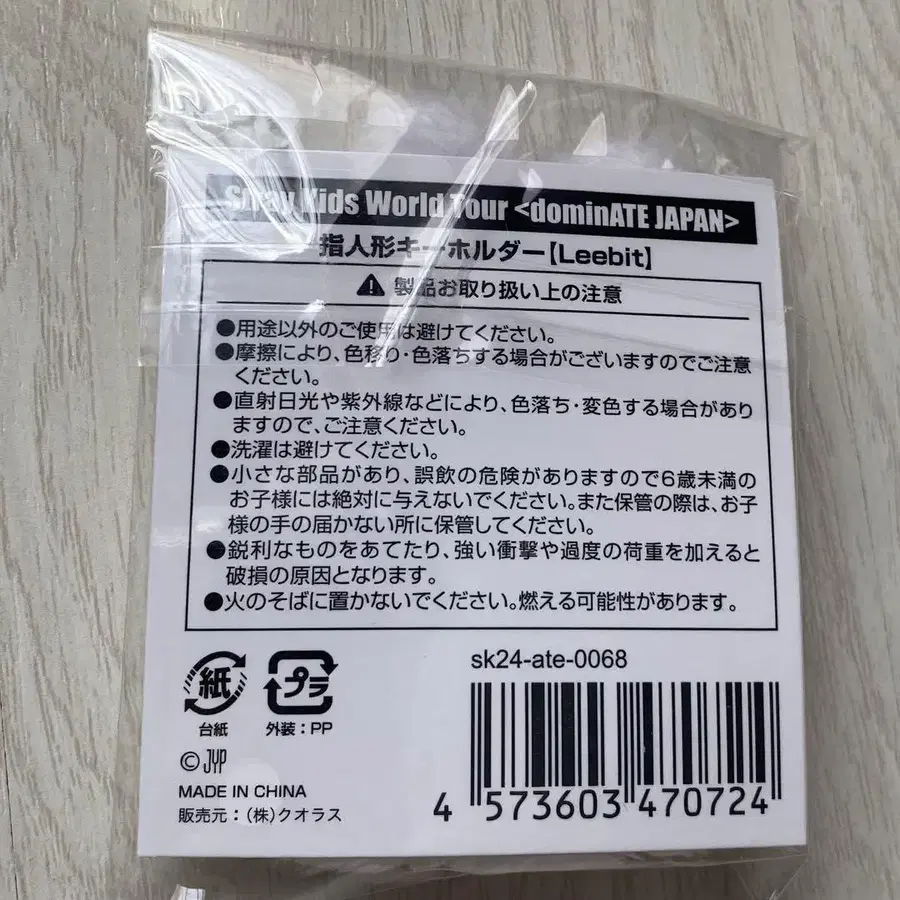 Stray Kids World Tour <dominATE JAPAN>
指人形キーホルダー【Leebit】
製品お取り扱い上の注意
●用途以外のご使用は避けてください。
●摩擦により、色移り・色落ちする場合がございますのでご注意
ください。
●直射日光や紫外線などにより、色落ち・変色する場合があり
ますので、ご注意ください。
●洗濯は避けてください。
●小さな部品があり、誤飲の危険がありますので6歳未満の
お子様には絶対に与えないでください。また保管の際は、お子
様の手の届かない所に保管してください。
●鋭利なものをあてたり、強い衝撃や過度の荷重を加えると
破損の原因となります。
●火のそばに置かないでください。燃える可能性があります。
紙
プラ
台紙
外装：PP
© JYP
MADE IN CHINA
販売元：(株)クオラス
sk24-ate-0068
4 573603 470724